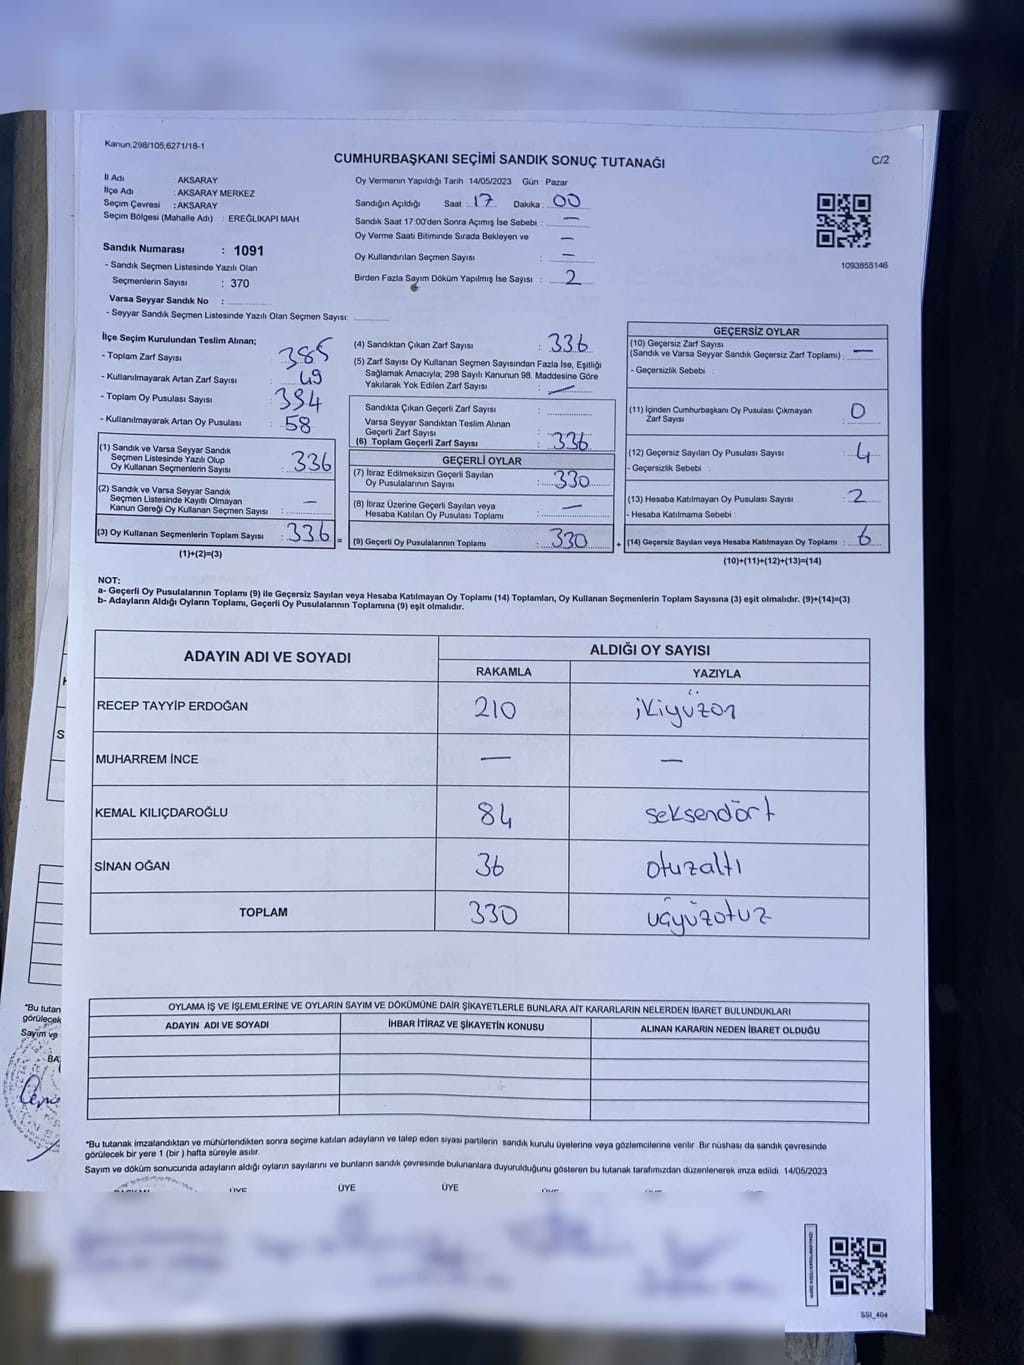 Kanun.298/105;6271/18-1
CUMHURBAŞKANI SEÇİMİ SANDIK SONUÇ TUTANAĞI
C/2
İl Adı : AKSARAY
İlçe Adı : AKSARAY MERKEZ
Seçim Çevresi : AKSARAY
Seçim Bölgesi (Mahalle Adı) : EREĞLİKAPI MAH.
Sandık Numarası : 1091
- Sandık Seçmen Listesinde Yazılı Olan
Seçmenlerin Sayısı : 370
Varsa Seyyar Sandık No :
- Seyyar Sandık Seçmen Listesinde Yazılı Olan Seçmen Sayısı:
Oy Vermenin Yapıldığı Tarih 14/05/2023 Gün : Pazar
Sandığın Açıldığı Saat : 17 Dakika : 00
Sandık Saat 17:00'den Sonra Açımış İse Sebebi : —
Oy Verme Saati Bitiminde Sırada Bekleyen ve —
Oy Kullandırılan Seçmen Sayısı : —
Birden Fazla Sayım Döküm Yapılmış İse Sayısı : 2
1093855146
İlçe Seçim Kurulundan Teslim Alınan;
- Toplam Zarf Sayısı : 385
- Kullanılmayarak Artan Zarf Sayısı : 49
- Toplam Oy Pusulası Sayısı : 394
- Kullanılmayarak Artan Oy Pusulası : 58
(1) Sandık ve Varsa Seyyar Sandık
Seçmen Listesinde Yazılı Olup
Oy Kullanan Seçmenlerin Sayısı : 336
(2) Sandık ve Varsa Seyyar Sandık
Seçmen Listesinde Kayıtlı Olmayan
Kanun Gereği Oy Kullanan Seçmen Sayısı : —
(3) Oy Kullanan Seçmenlerin Toplam Sayısı : 336 =
(1)+(2)=(3)
(4) Sandıktan Çıkan Zarf Sayısı : 336
(5) Zarf Sayısı Oy Kullanan Seçmen Sayısından Fazla İse, Eşitliği
Sağlamak Amacıyla; 298 Sayılı Kanunun 98. Maddesine Göre
Yakılarak Yok Edilen Zarf Sayısı : —
Sandıkta Çıkan Geçerli Zarf Sayısı :
Varsa Seyyar Sandıktan Teslim Alınan
Geçerli Zarf Sayısı :
(6) Toplam Geçerli Zarf Sayısı : 336
GEÇERLİ OYLAR
(7) İtiraz Edilmeksizin Geçerli Sayılan
Oy Pusulalarının Sayısı : 330
(8) İtiraz Üzerine Geçerli Sayılan veya
Hesaba Katılan Oy Pusulası Toplamı : —
(9) Geçerli Oy Pusulalarının Toplamı : 330 +
GEÇERSİZ OYLAR
(10) Geçersiz Zarf Sayısı
(Sandık ve Varsa Seyyar Sandık Geçersiz Zarf Toplamı) : —
- Geçersizlik Sebebi :
(11) İçinden Cumhurbaşkanı Oy Pusulası Çıkmayan
Zarf Sayısı : 0
(12) Geçersiz Sayılan Oy Pusulası Sayısı : 4
- Geçersizlik Sebebi :
(13) Hesaba Katılmayan Oy Pusulası Sayısı : 2
- Hesaba Katılmama Sebebi :
(14) Geçersiz Sayılan veya Hesaba Katılmayan Oy Toplamı : 6
(10)+(11)+(12)+(13)=(14)
NOT:
a- Geçerli Oy Pusulalarının Toplamı (9) ile Geçersiz Sayılan veya Hesaba Katılmayan Oy Toplamı (14) Toplamları, Oy Kullanan Seçmenlerin Toplam Sayısına (3) eşit olmalıdır. (9)+(14)=(3)
b- Adayların Aldığı Oyların Toplamı, Geçerli Oy Pusulalarının Toplamına (9) eşit olmalıdır.
ADAYIN ADI VE SOYADI
ALDIĞI OY SAYISI
RAKAMLA YAZIYLA
RECEP TAYYİP ERDOĞAN 210 ikiyüzon
MUHARREM İNCE — —
KEMAL KILIÇDAROĞLU 84 seksendört
SİNAN OĞAN 36 otuzaltı
TOPLAM 330 üçyüzotuz
OYLAMA İŞ VE İŞLEMLERİNE VE OYLARIN SAYIM VE DÖKÜMÜNE DAİR ŞİKAYETLERLE BUNLARA AİT KARARLARIN NELERDEN İBARET BULUNDUKLARI
ADAYIN ADI VE SOYADI İHBAR İTİRAZ VE ŞİKAYETİN KONUSU ALINAN KARARIN NEDEN İBARET OLDUĞU
*Bu tutan
görülecek
Sayım ve
BA
*Bu tutanak imzalandıktan ve mühürlendikten sonra seçime katılan adayların ve talep eden siyasi partilerin sandık kurulu üyelerine veya gözlemcilerine verilir. Bir nüshası da sandık çevresinde
görülecek bir yere 1 (bir ) hafta süreyle asılır.
Sayım ve döküm sonucunda adayların aldığı oyların sayılarını ve bunların sandık çevresinde bulunanlara duyurulduğunu gösteren bu tutanak tarafımızdan düzenlenerek imza edildi. 14/05/2023
BAŞKAN ÜYE ÜYE ÜYE
SSI_404